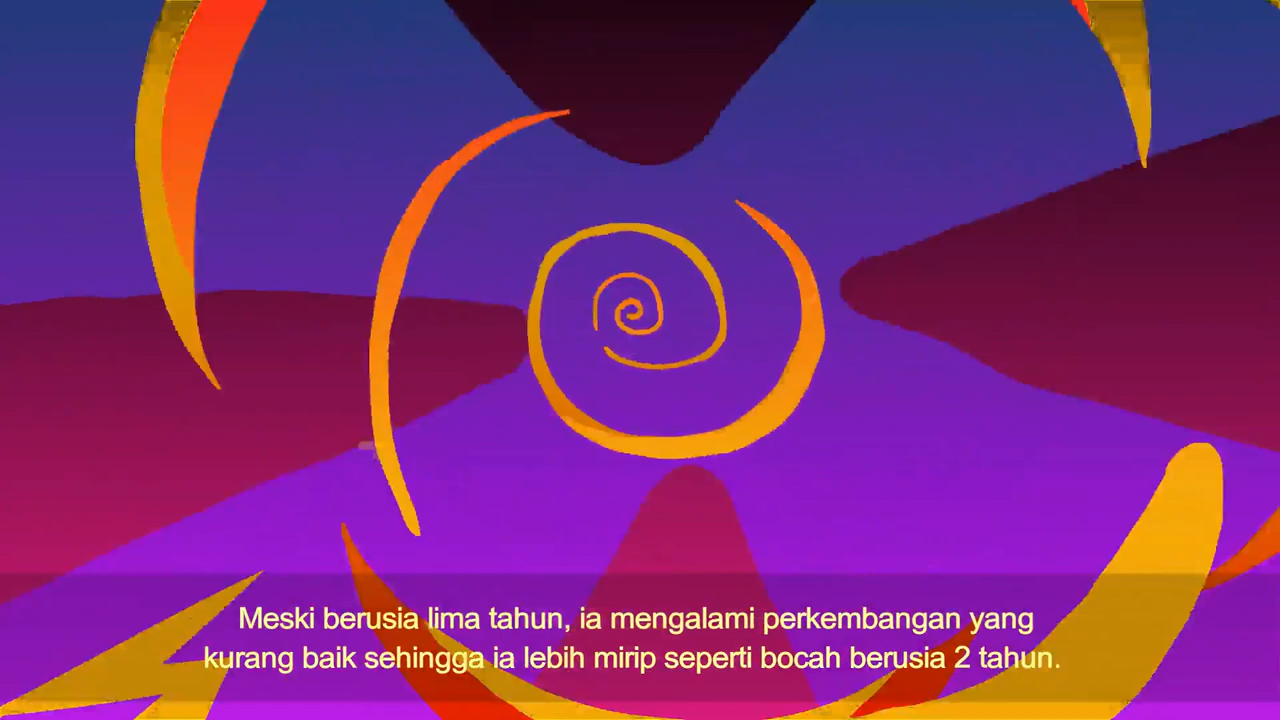 Meski berusia lima tahun, ia mengalami perkembangan yang
kurang baik sehingga ia lebih mirip seperti bocah berusia 2 tahun.